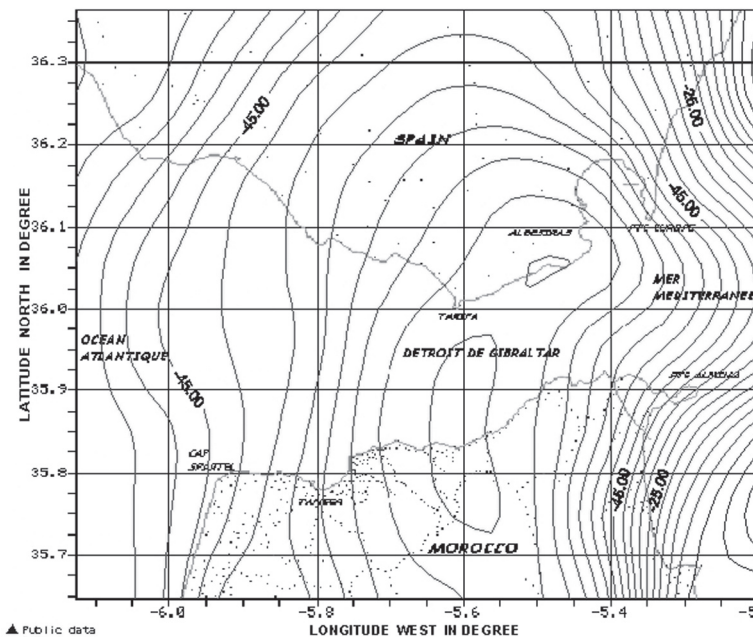 36.3
36.2
36.1
36.0
35.9
35.8
35.7
LATITUDE NORTH IN DEGREE
-45.00
-25.00
SPAIN
-45.00
ALGESIRAS
MER
MEDITERRANEE
TARIFA
OCEAN
ATLANTIQUE
DETROIT DE GIBRALTAR
-45.00
CAP
SPARTEL
-45.00
-25.00
MOROCCO
-6.0
-5.8
-5.6
-5.4
LONGITUDE WEST IN DEGREE
▲ Public data